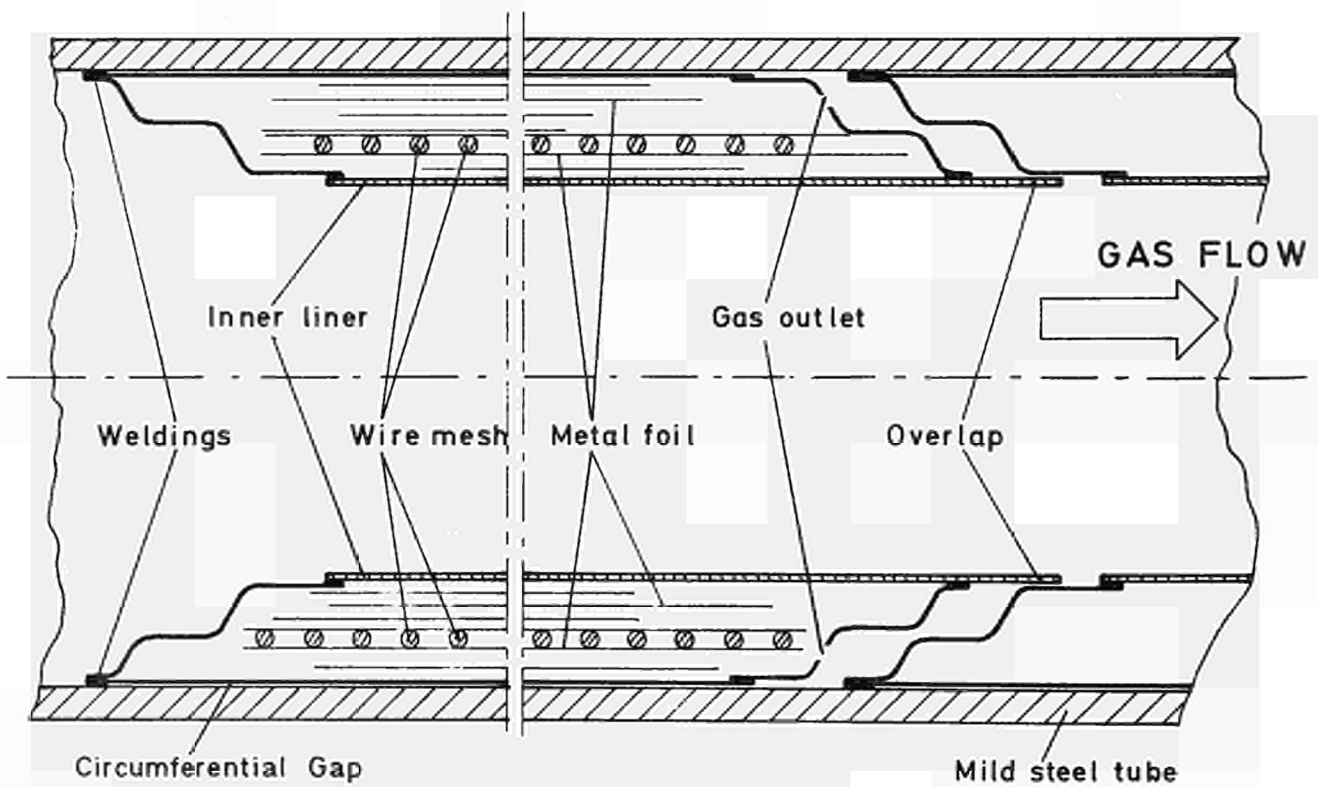 GAS FLOW
Inner liner
Gas outlet
Weldings
Wire mesh
Metal foil
Overlap
Circumferential Gap
Mild steel tube